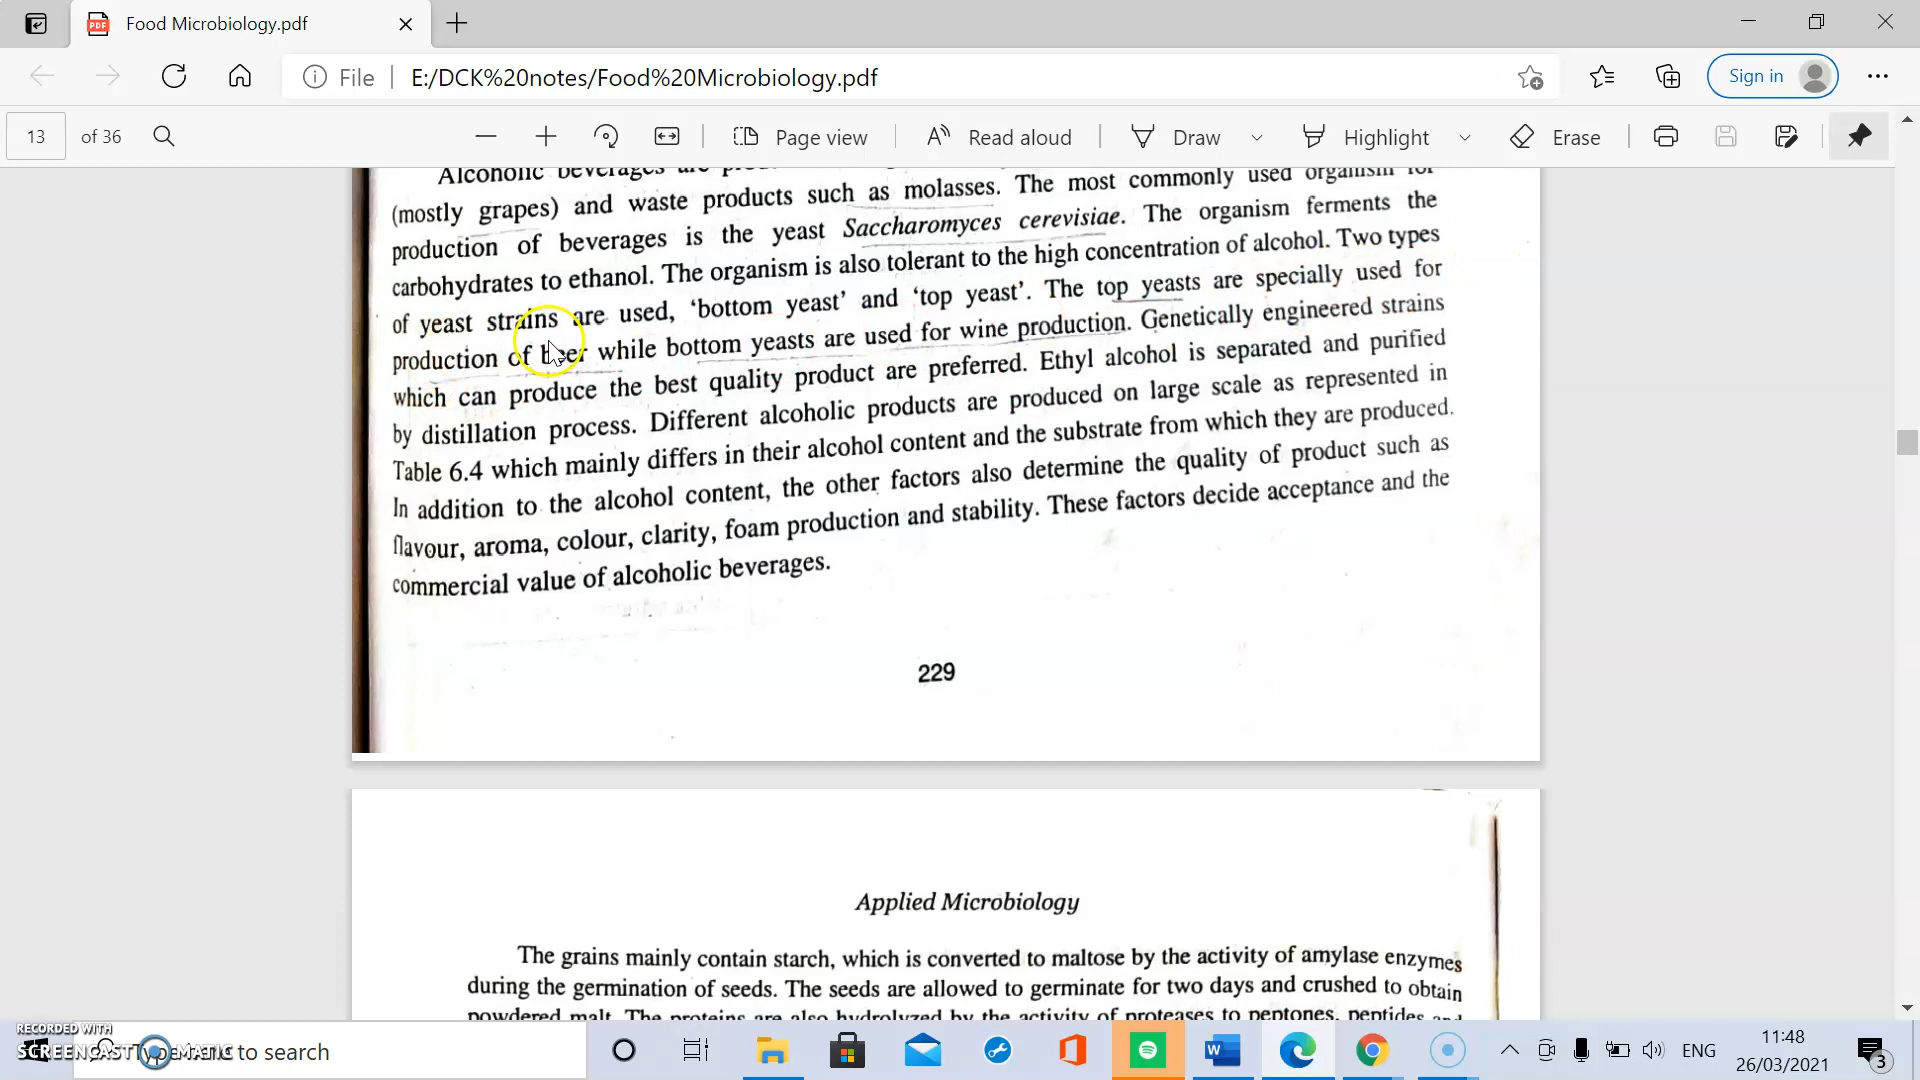 Food Microbiology.pdf
File E:/DCK%20notes/Food%20Microbiology.pdf
Sign in
13 of 36
Page view
Read aloud
Draw
Highlight
Erase
Alcoholic beverages are
(mostly grapes) and waste products such as molasses. The most commonly used organism for
production of beverages is the yeast Saccharomyces cerevisiae. The organism ferments the
carbohydrates to ethanol. The organism is also tolerant to the high concentration of alcohol. Two types
of yeast strains are used, ‘bottom yeast’ and ‘top yeast’. The top yeasts are specially used for
production of beer while bottom yeasts are used for wine production. Genetically engineered strains
which can produce the best quality product are preferred. Ethyl alcohol is separated and purified
by distillation process. Different alcoholic products are produced on large scale as represented in
Table 6.4 which mainly differs in their alcohol content and the substrate from which they are produced.
In addition to the alcohol content, the other factors also determine the quality of product such as
flavour, aroma, colour, clarity, foam production and stability. These factors decide acceptance and the
commercial value of alcoholic beverages.
229
Applied Microbiology
The grains mainly contain starch, which is converted to maltose by the activity of amylase enzymes
during the germination of seeds. The seeds are allowed to germinate for two days and crushed to obtain
powdered malt. The proteins are also hydrolyzed by the activity of proteases to peptones, peptides and
RECORDED WITH
SCREENCAST MATIC
Type here to search
ENG
11:48
26/03/2021
3